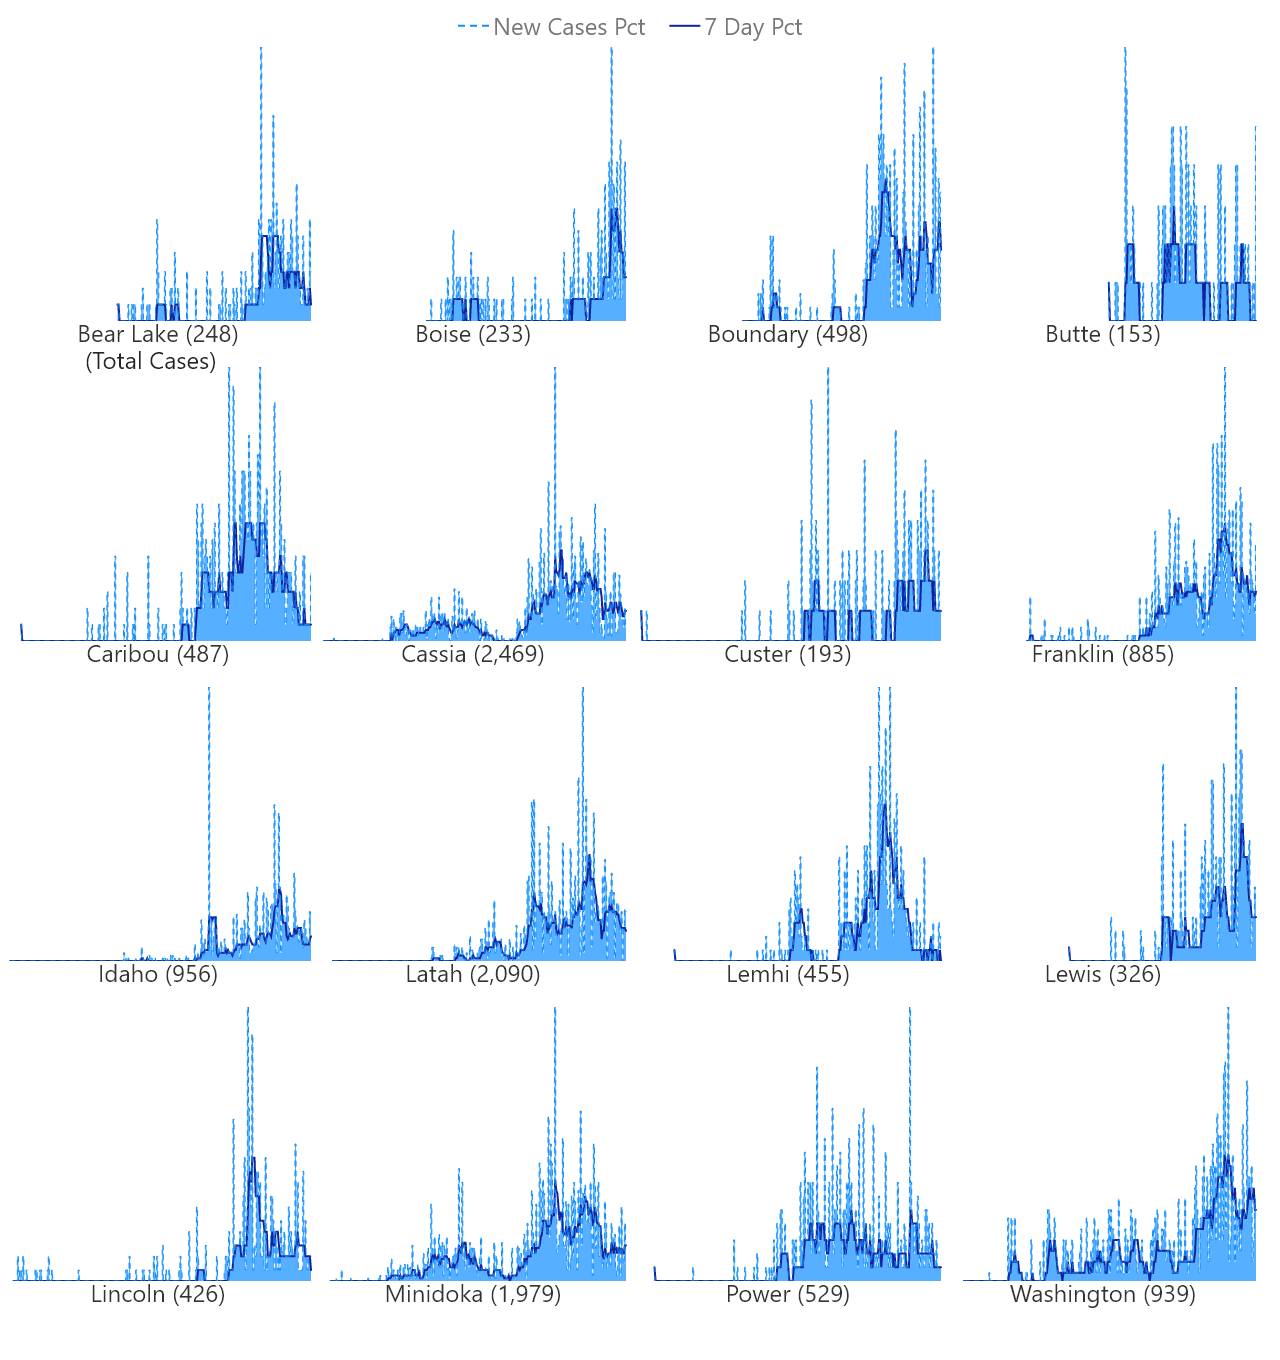 New Cases Pct 7 Day Pct
Bear Lake (248) Boise (233) Boundary (498) Butte (153)
(Total Cases)
Caribou (487) Cassia (2,469) Custer (193) Franklin (885)
Idaho (956) Latah (2,090) Lemhi (455) Lewis (326)
Lincoln (426) Minidoka (1,979) Power (529) Washington (939)